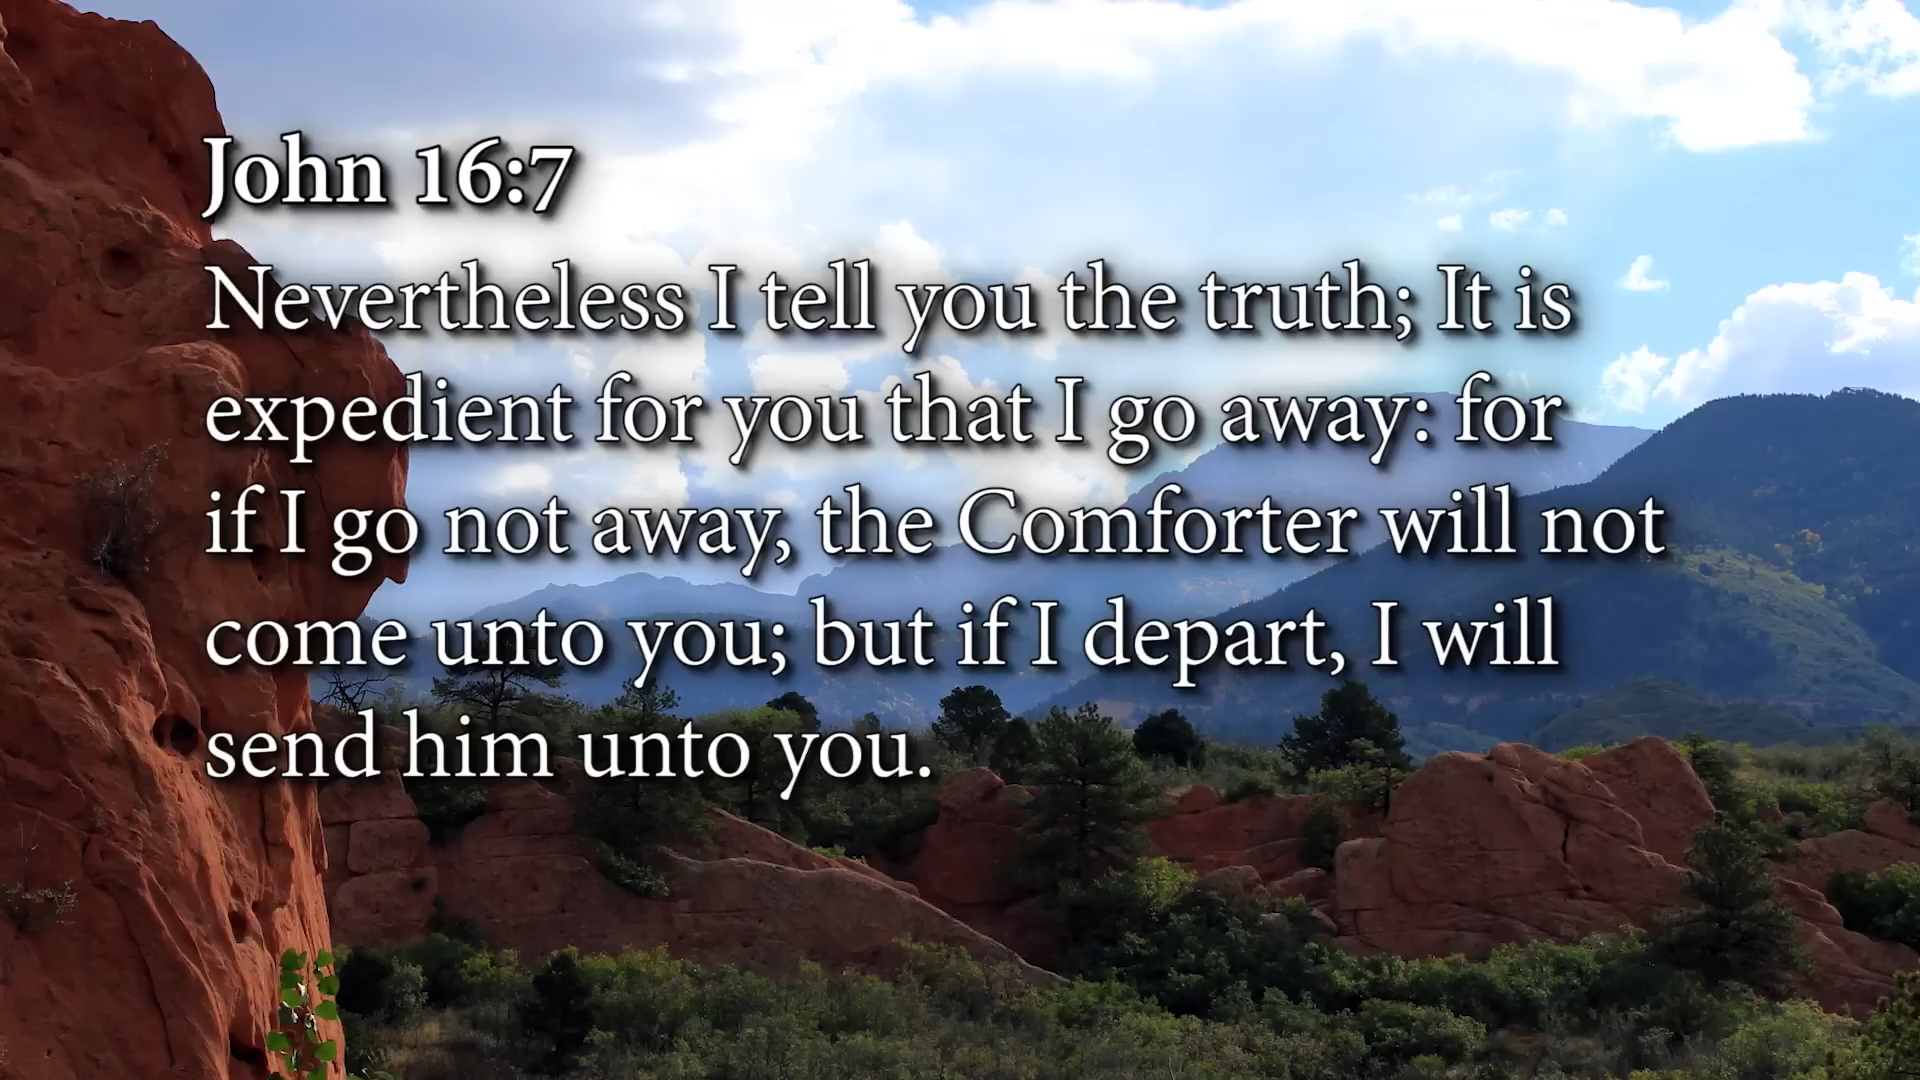 John 16:7
Nevertheless I tell you the truth; It is
expedient for you that I go away: for
if I go not away, the Comforter will not
come unto you; but if I depart, I will
send him unto you.